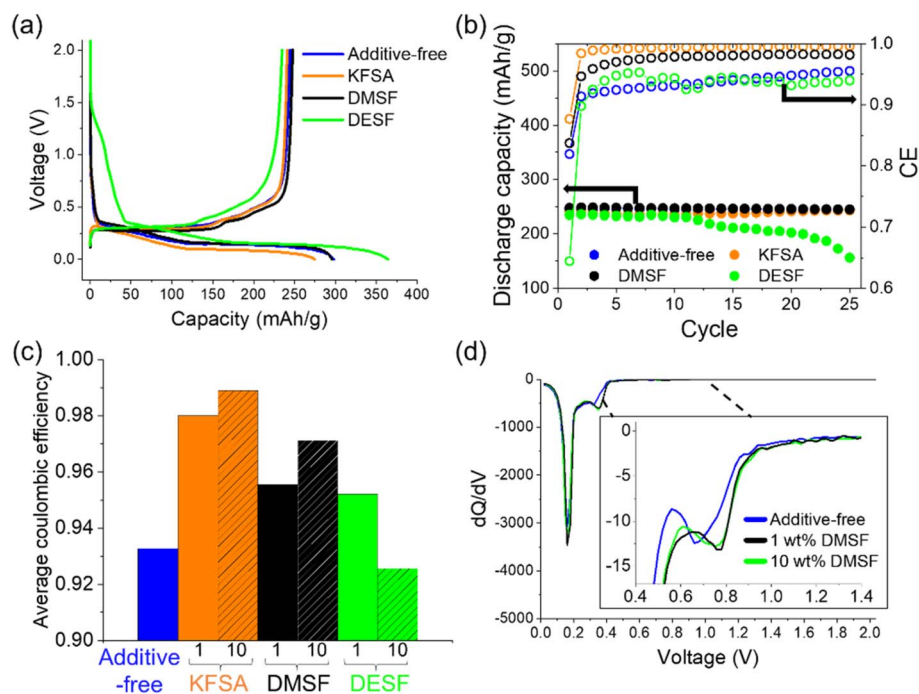 (a)
2.0
1.5
1.0
0.5
0.0
Voltage (V)
Additive-free
KFSA
DMSF
DESF
0 50 100 150 200 250 300 350 400
Capacity (mAh/g)
(b)
550
500
450
400
350
300
250
200
150
100
Discharge capacity (mAh/g)
1.0
0.9
0.8
0.7
0.6
CE
Additive-free KFSA
DMSF DESF
0 5 10 15 20 25
Cycle
(c)
1.00
0.98
0.96
0.94
0.92
0.90
Average coulombic efficiency
1 10 1 10 1 10
Additive
-free
KFSA DMSF DESF
(d)
0
-1000
-2000
-3000
-4000
-5000
dQ/dV
0
-5
-10
-15
Additive-free
1 wt% DMSF
10 wt% DMSF
0.4 0.6 0.8 1.0 1.2 1.4
0.0 0.2 0.4 0.6 0.8 1.0 1.2 1.4 1.6 1.8 2.0
Voltage (V)